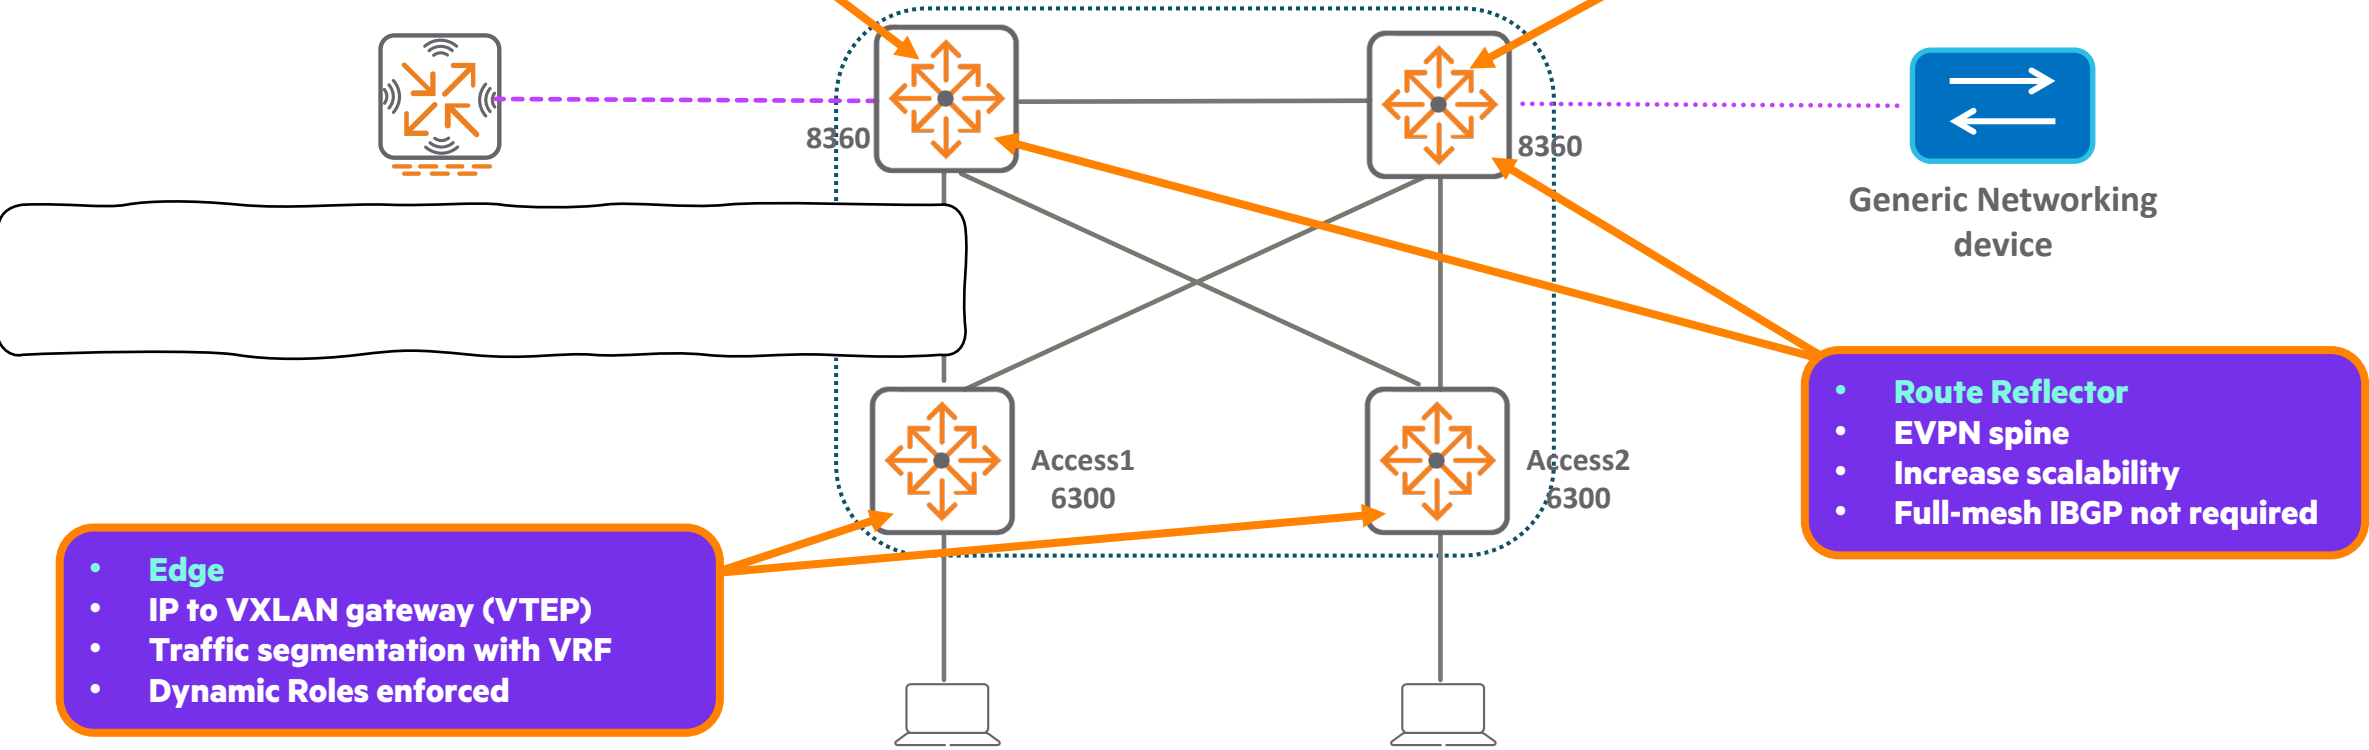 8360
8360
Generic Networking
device
Access1
6300
Access2
6300
• Route Reflector
• EVPN spine
• Increase scalability
• Full-mesh IBGP not required
• Edge
• IP to VXLAN gateway (VTEP)
• Traffic segmentation with VRF
• Dynamic Roles enforced